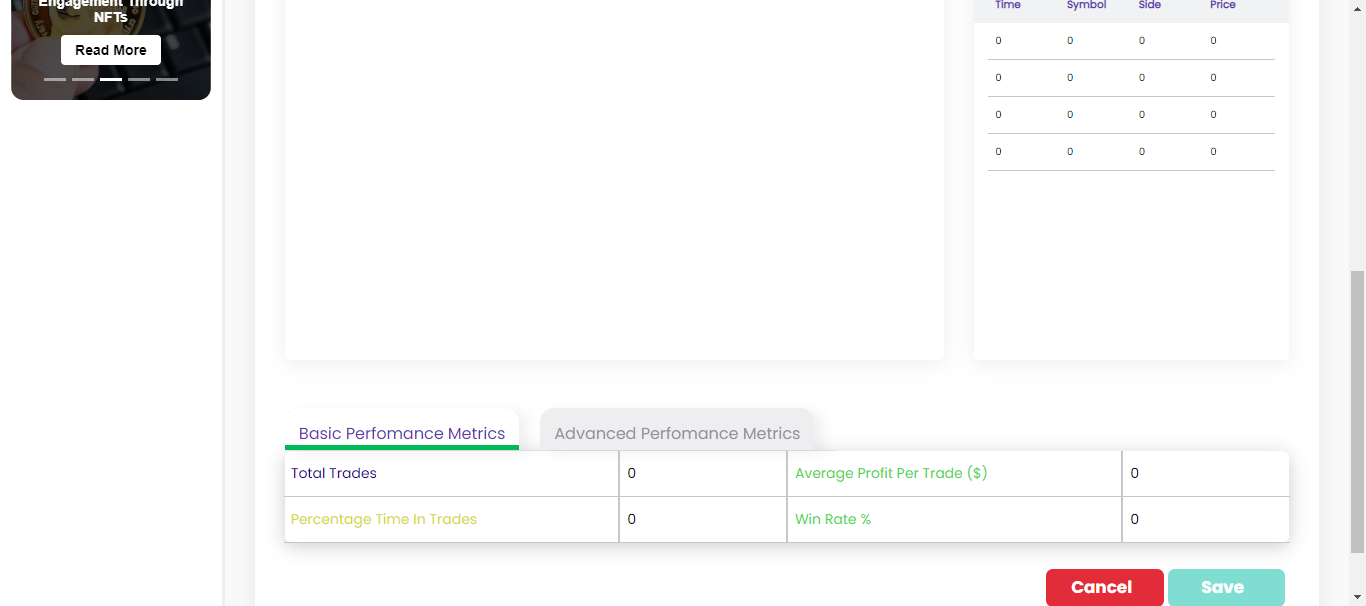 Engagement Through
NFTs
Read More
Time Symbol Side Price
0 0 0 0
0 0 0 0
0 0 0 0
0 0 0 0
Basic Perfomance Metrics Advanced Perfomance Metrics
Total Trades 0 Average Profit Per Trade ($) 0
Percentage Time In Trades 0 Win Rate % 0
Cancel Save